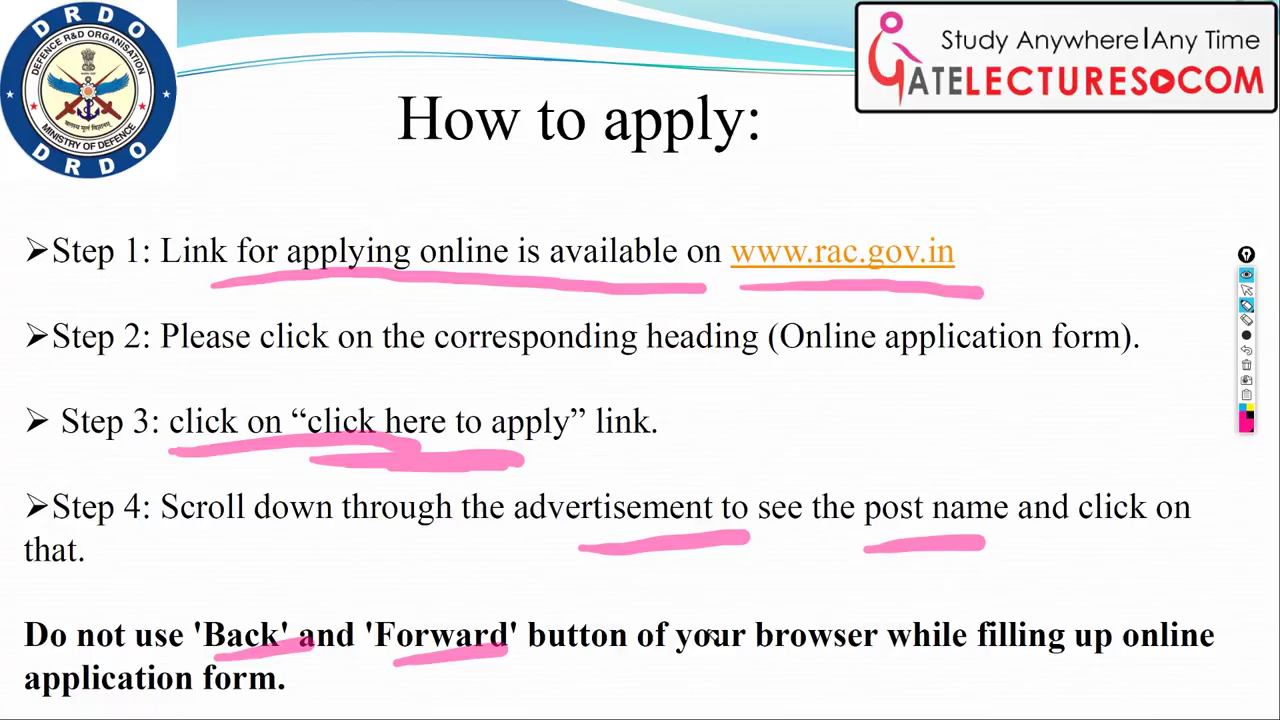 DRDO
DEFENCE R&D ORGANISATION
MINISTRY OF DEFENCE
DRDO
Study Anywhere|Any Time
GATELECTURES.COM
How to apply:
➢Step 1: Link for applying online is available on www.rac.gov.in
➢Step 2: Please click on the corresponding heading (Online application form).
➢ Step 3: click on “click here to apply” link.
➢Step 4: Scroll down through the advertisement to see the post name and click on
that.
Do not use 'Back' and 'Forward' button of your browser while filling up online
application form.